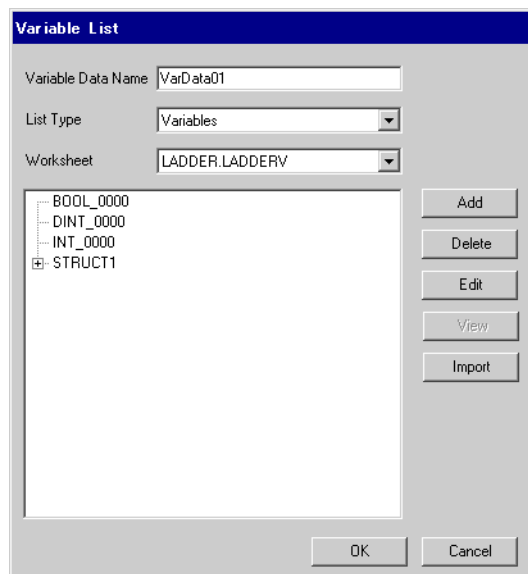 Variable List
Variable Data Name VarData01
List Type Variables
Worksheet LADDER.LADDERV
BOOL_0000
DINT_0000
INT_0000
STRUCT1
Add
Delete
Edit
View
Import
OK Cancel